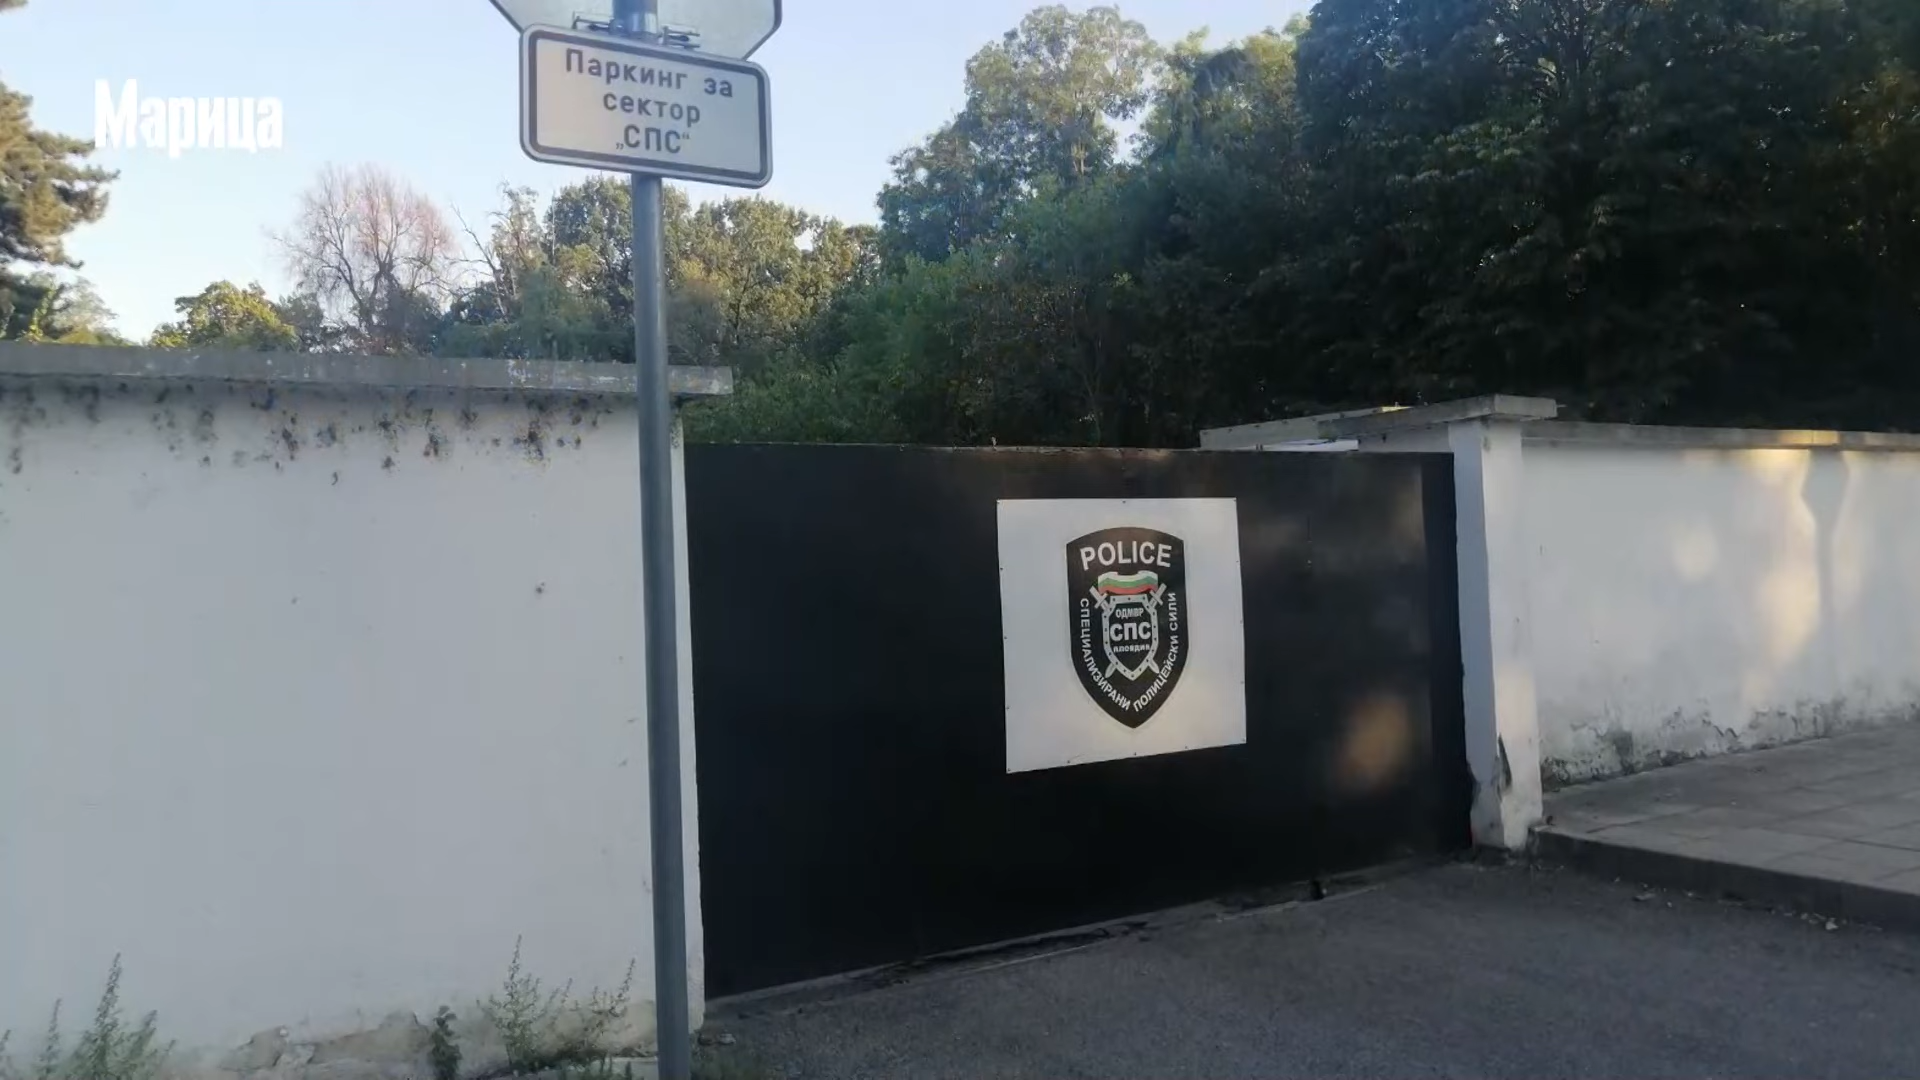 Марица
Паркинг за
сектор
„СПС“
POLICE
ОДМВР
СПС
ПЛОВДИВ
СПЕЦИАЛИЗИРАНИ ПОЛИЦЕЙСКИ СИЛИ